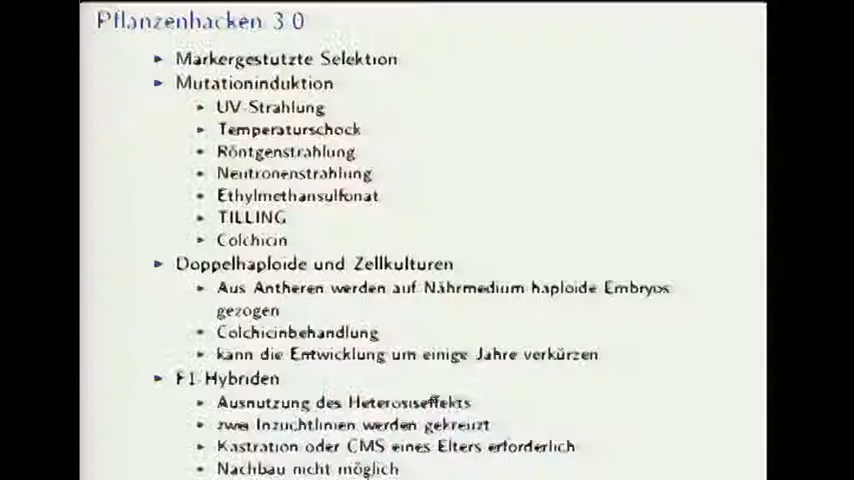 Pflanzenhacken 3.0
Markergestützte Selektion
Mutationinduktion
UV-Strahlung
Temperaturschock
Röntgenstrahlung
Neutronenstrahlung
Ethylmethansulfonat
TILLING
Colchicin
Doppelhaploide und Zellkulturen
Aus Antheren werden auf Nährmedium haploide Embryos
gezogen
Colchicinbehandlung
kann die Entwicklung um einige Jahre verkürzen
F1-Hybriden
Ausnutzung des Heterosiseffekts
zwei Inzuchtlinien werden gekreuzt
Kastration oder CMS eines Elters erforderlich
Nachbau nicht möglich